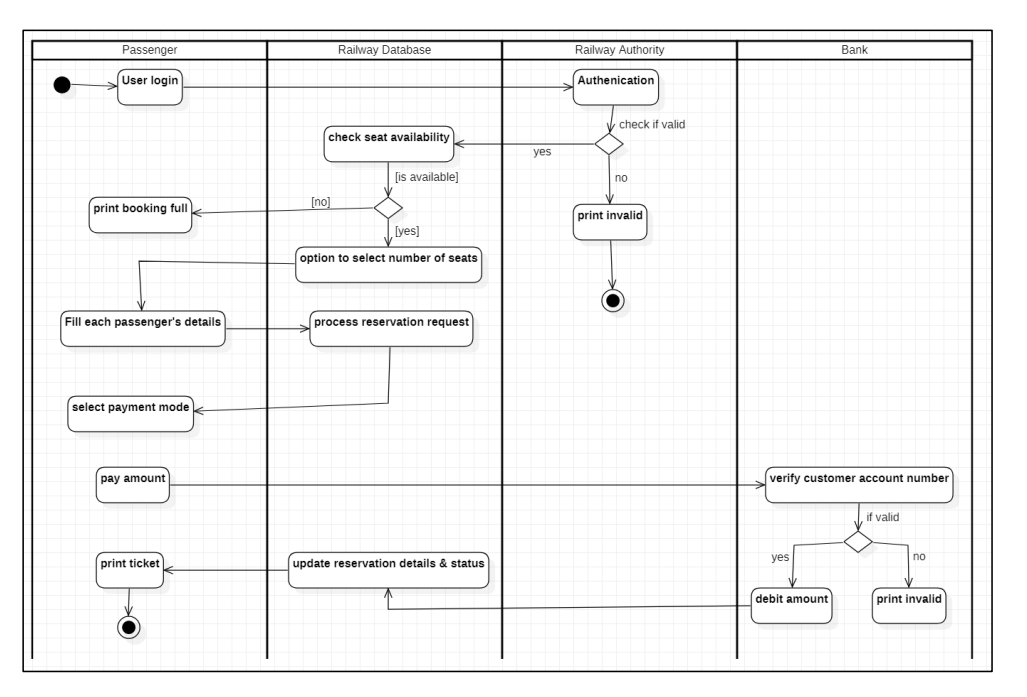 Passenger
Railway Database
Railway Authority
Bank
User login
Authenication
check if valid
check seat availability
yes
[is available]
no
[no]
print booking full
print invalid
[yes]
option to select number of seats
Fill each passenger's details
process reservation request
select payment mode
pay amount
verify customer account number
if valid
yes
no
print ticket
update reservation details & status
debit amount
print invalid